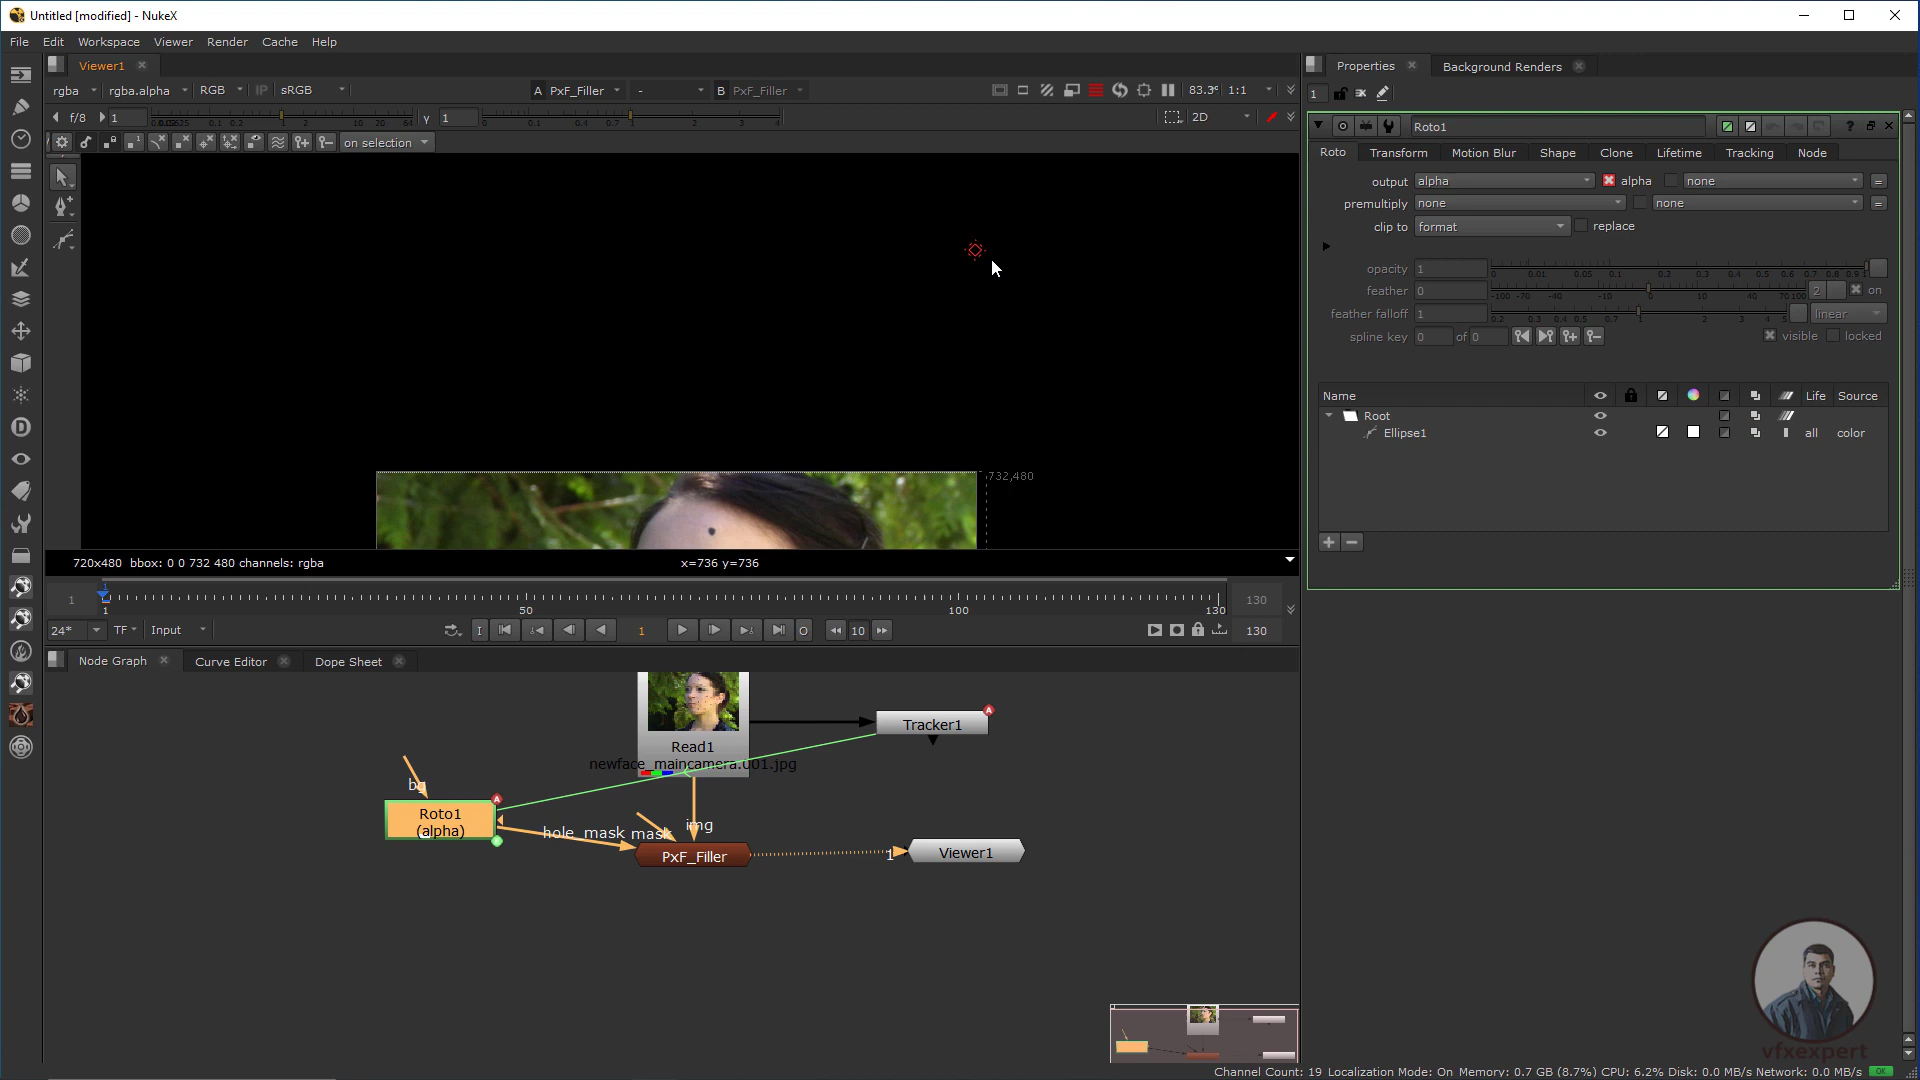 Untitled [modified] - NukeX
File Edit Workspace Viewer Render Cache Help
Viewer1
Properties Background Renders
rgba rgba.alpha RGB IP sRGB A PxF_Filler - B PxF_Filler 1:1
1
f/8 1 γ 1 2D
on selection
Roto1
Roto Transform Motion Blur Shape Clone Lifetime Tracking Node
output alpha alpha none =
premultiply none none =
clip to format replace
opacity 1
feather 0 2 on
feather falloff 1 linear
spline key 0 of 0 visible locked
Name Life Source
Root
Ellipse1 all color
732,480
720x480 bbox: 0 0 732 480 channels: rgba x=736 y=736
1 1 50 100 130 130
24* TF Input I 1 O 10 130
Node Graph Curve Editor Dope Sheet
Tracker1 A
Read1
newface_maincamera.001.jpg
bg
A
Roto1
(alpha)
hole_mask mask img
PxF_Filler
1 Viewer1
vfxexpert
Channel Count: 19 Localization Mode: On Memory: 0.7 GB (8.7%) CPU: 6.2% Disk: 0.0 MB/s Network: 0.0 MB/s OK